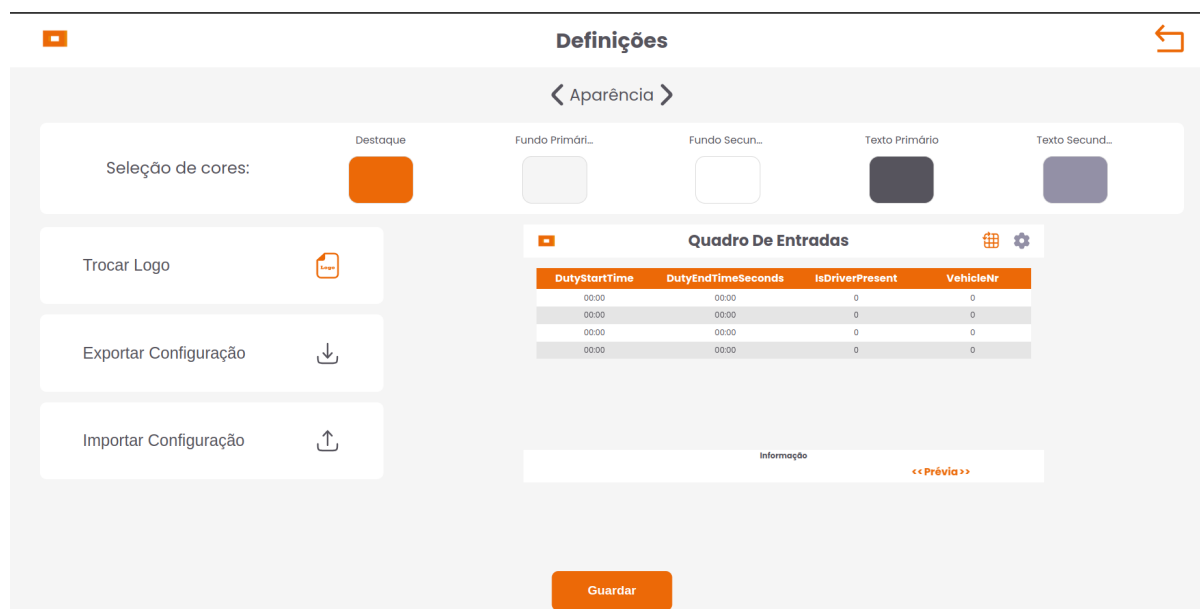 Definições
Aparência
Seleção de cores:
Destaque
Fundo Primári...
Fundo Secun...
Texto Primário
Texto Secund...
Trocar Logo
Logo
Exportar Configuração
Importar Configuração
Quadro De Entradas
DutyStartTime DutyEndTimeSeconds IsDriverPresent VehicleNr
00:00 00:00 0 0
00:00 00:00 0 0
00:00 00:00 0 0
00:00 00:00 0 0
Informação
<<Prévia>>
Guardar